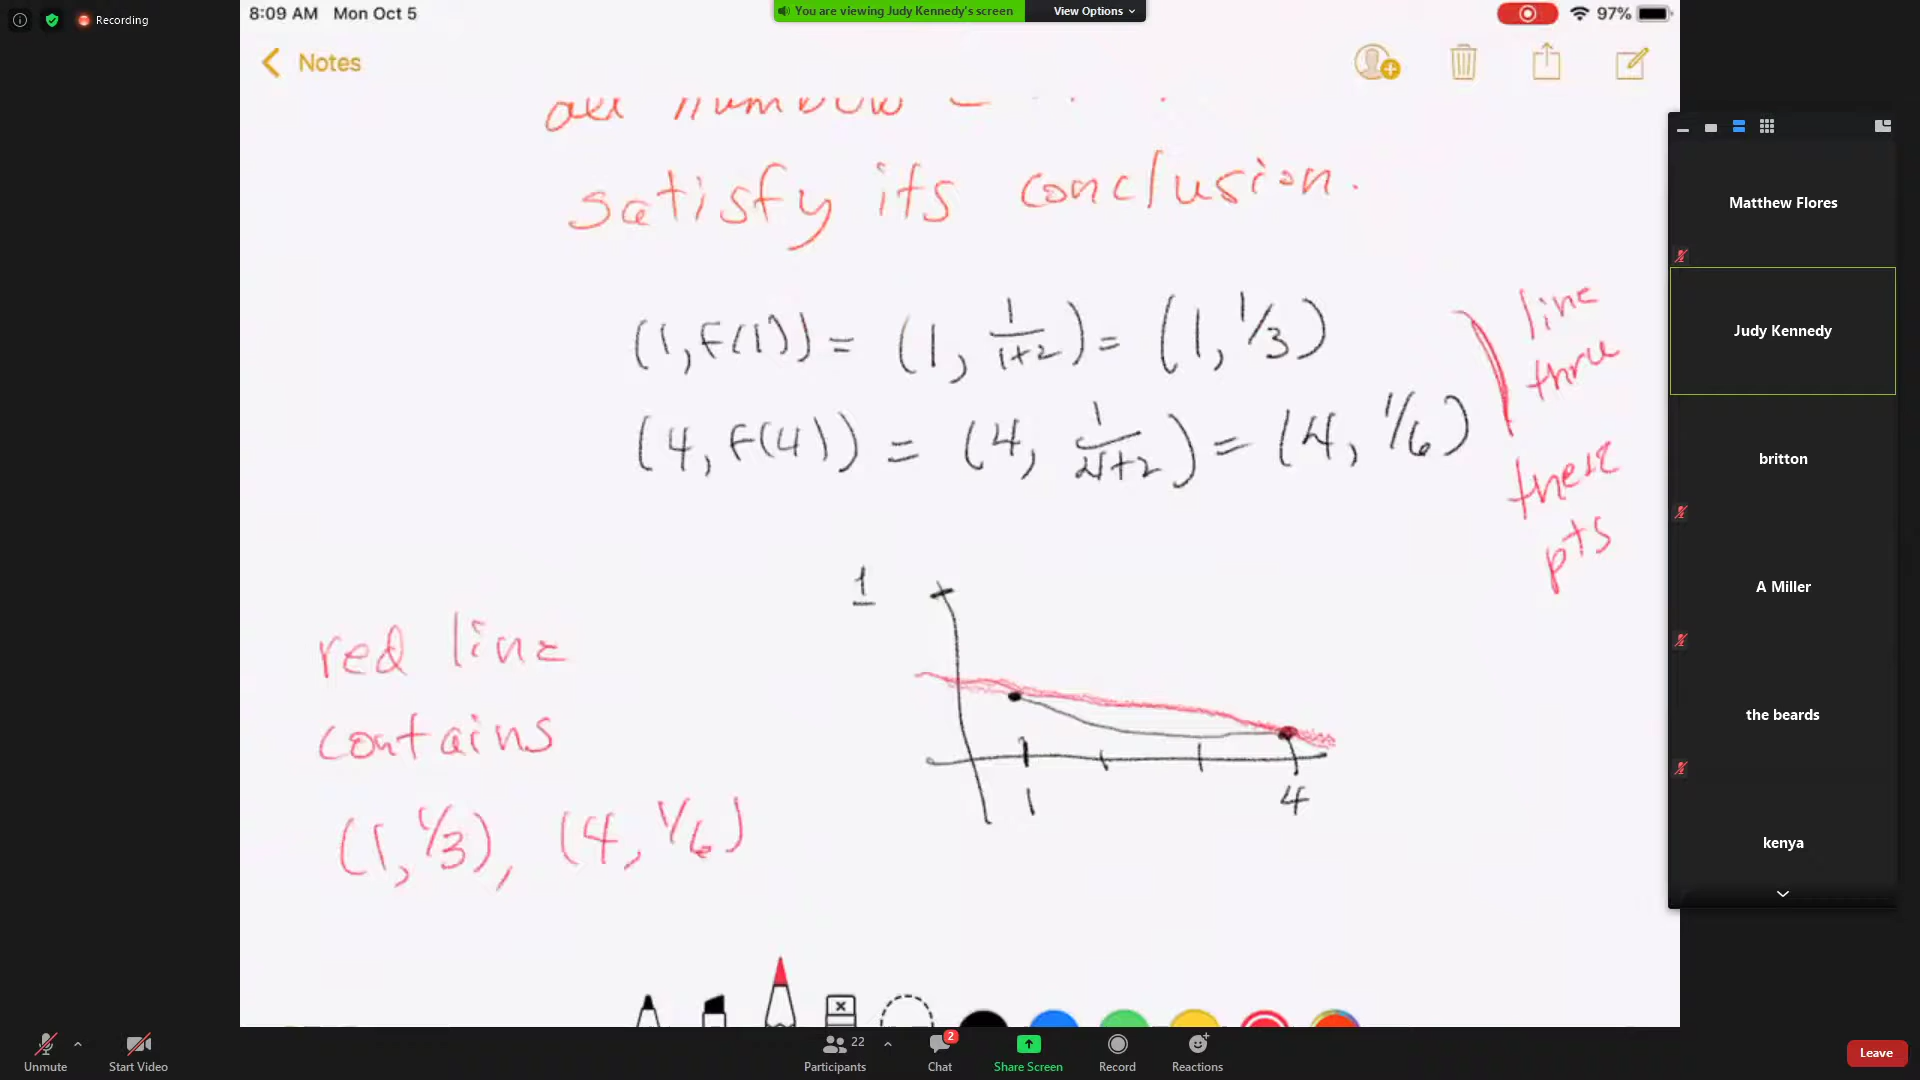 Recording
8:09 AM Mon Oct 5
You are viewing Judy Kennedy's screen
View Options
97%
Notes
all numbers c
satisfy its conclusion.
(1, f(1)) = (1, 1/(1+2)) = (1, 1/3)
(4, f(4)) = (4, 1/(4+2)) = (4, 1/6)
line
thru
these
pts
1
red line
contains
(1, 1/3), (4, 1/6)
1
4
Matthew Flores
Judy Kennedy
britton
A Miller
the beards
kenya
Unmute
Start Video
Participants
22
Chat
2
Share Screen
Record
Reactions
Leave